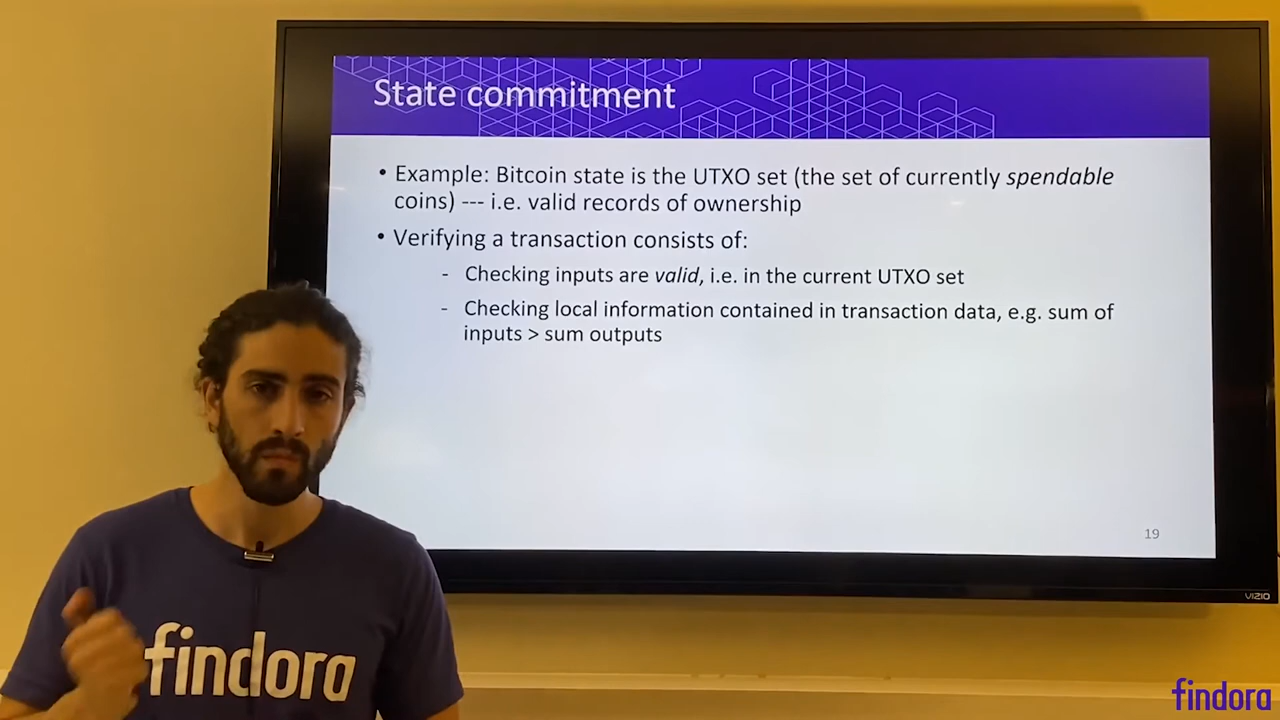 State commitment
• Example: Bitcoin state is the UTXO set (the set of currently spendable
coins) --- i.e. valid records of ownership
• Verifying a transaction consists of:
- Checking inputs are valid, i.e. in the current UTXO set
- Checking local information contained in transaction data, e.g. sum of
inputs > sum outputs
19
VIZIO
findora
findora